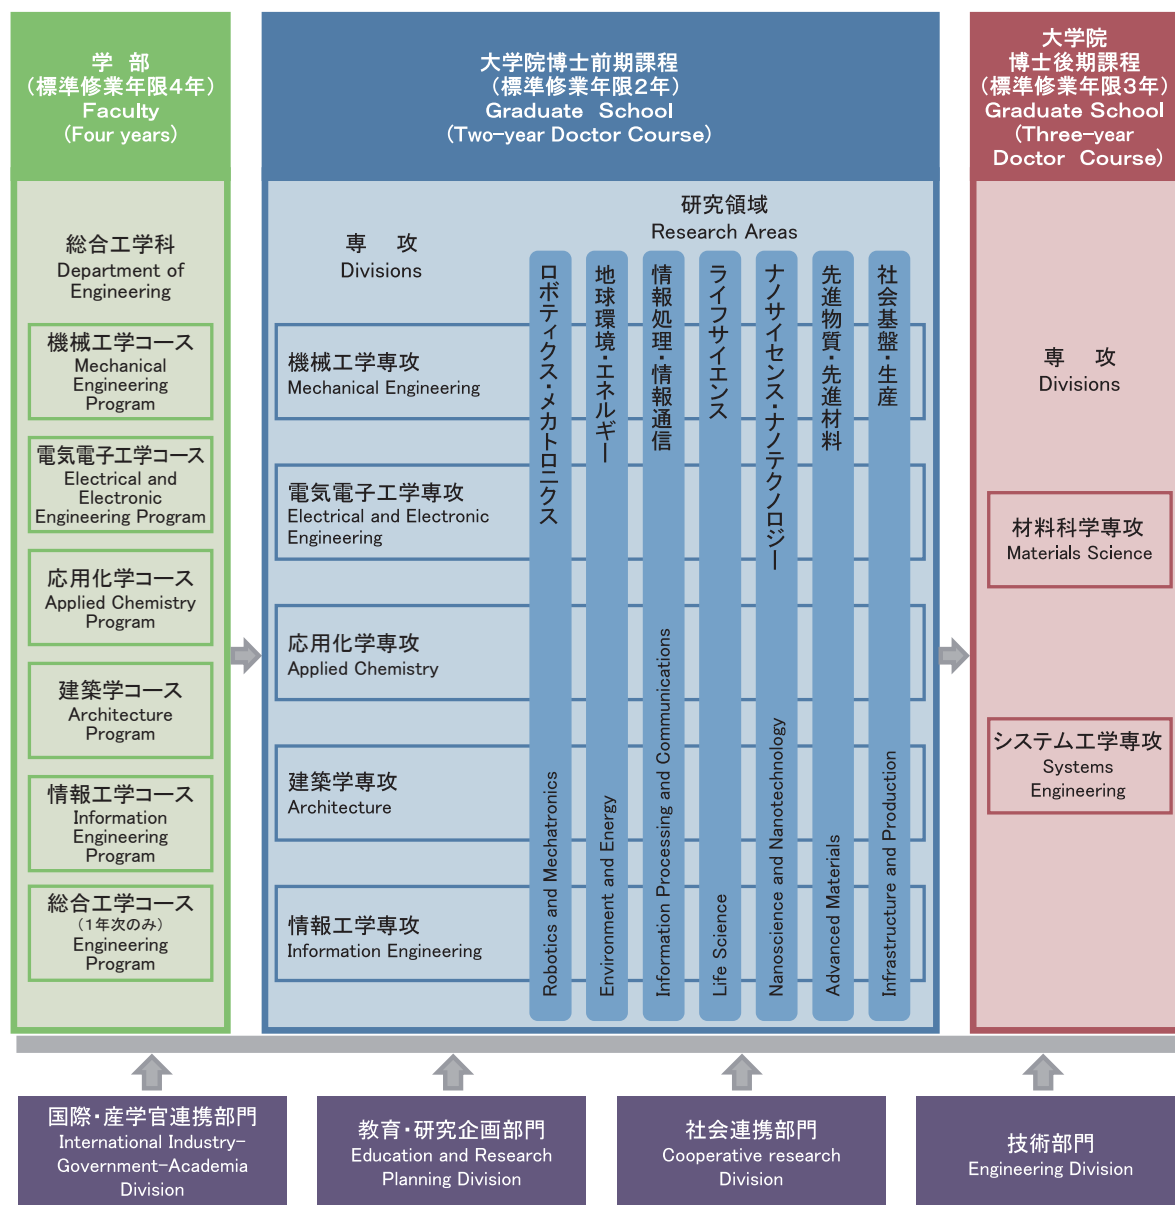 学 部
（標準修業年限4年）
Faculty
(Four years)
総合工学科
Department of
Engineering
機械工学コース
Mechanical
Engineering
Program
電気電子工学コース
Electrical and
Electronic
Engineering Program
応用化学コース
Applied Chemistry
Program
建築学コース
Architecture
Program
情報工学コース
Information
Engineering
Program
総合工学コース
（1年次のみ）
Engineering
Program
大学院博士前期課程
（標準修業年限2年）
Graduate School
(Two-year Doctor Course)
専 攻
Divisions
研究領域
Research Areas
機械工学専攻
Mechanical Engineering
電気電子工学専攻
Electrical and Electronic
Engineering
応用化学専攻
Applied Chemistry
建築学専攻
Architecture
情報工学専攻
Information Engineering
ロボティクス・メカトロニクス
Robotics and Mechatronics
地球環境・エネルギー
Environment and Energy
情報処理・情報通信
Information Processing and Communications
ライフサイエンス
Life Science
ナノサイセンス・ナノテクノロジー
Nanoscience and Nanotechnology
先進物質・先進材料
Advanced Materials
社会基盤・生産
Infrastructure and Production
大学院
博士後期課程
（標準修業年限3年）
Graduate School
(Three-year
Doctor Course)
専 攻
Divisions
材料科学専攻
Materials Science
システム工学専攻
Systems
Engineering
国際・産学官連携部門
International Industry-
Government-Academia
Division
教育・研究企画部門
Education and Research
Planning Division
社会連携部門
Cooperative research
Division
技術部門
Engineering Division